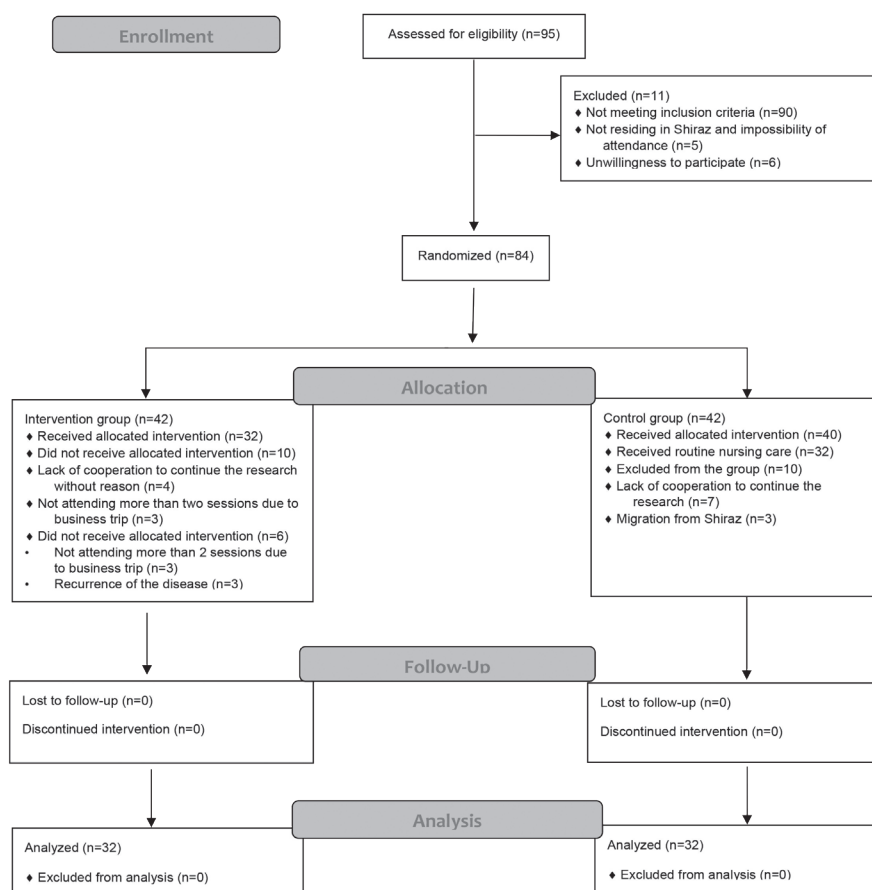 Enrollment
Assessed for eligibility (n=95)
Excluded (n=11)
♦ Not meeting inclusion criteria (n=90)
♦ Not residing in Shiraz and impossibility of
attendance (n=5)
♦ Unwillingness to participate (n=6)
Randomized (n=84)
Allocation
Intervention group (n=42)
♦ Received allocated intervention (n=32)
♦ Did not receive allocated intervention (n=10)
♦ Lack of cooperation to continue the research
without reason (n=4)
♦ Not attending more than two sessions due to
business trip (n=3)
♦ Did not receive allocated intervention (n=6)
• Not attending more than 2 sessions due
to business trip (n=3)
• Recurrence of the disease (n=3)
Control group (n=42)
♦ Received allocated intervention (n=40)
♦ Received routine nursing care (n=32)
♦ Excluded from the group (n=10)
♦ Lack of cooperation to continue the
research (n=7)
♦ Migration from Shiraz (n=3)
Follow-Up
Lost to follow-up (n=0)
Discontinued intervention (n=0)
Lost to follow-up (n=0)
Discontinued intervention (n=0)
Analysis
Analyzed (n=32)
♦ Excluded from analysis (n=0)
Analyzed (n=32)
♦ Excluded from analysis (n=0)